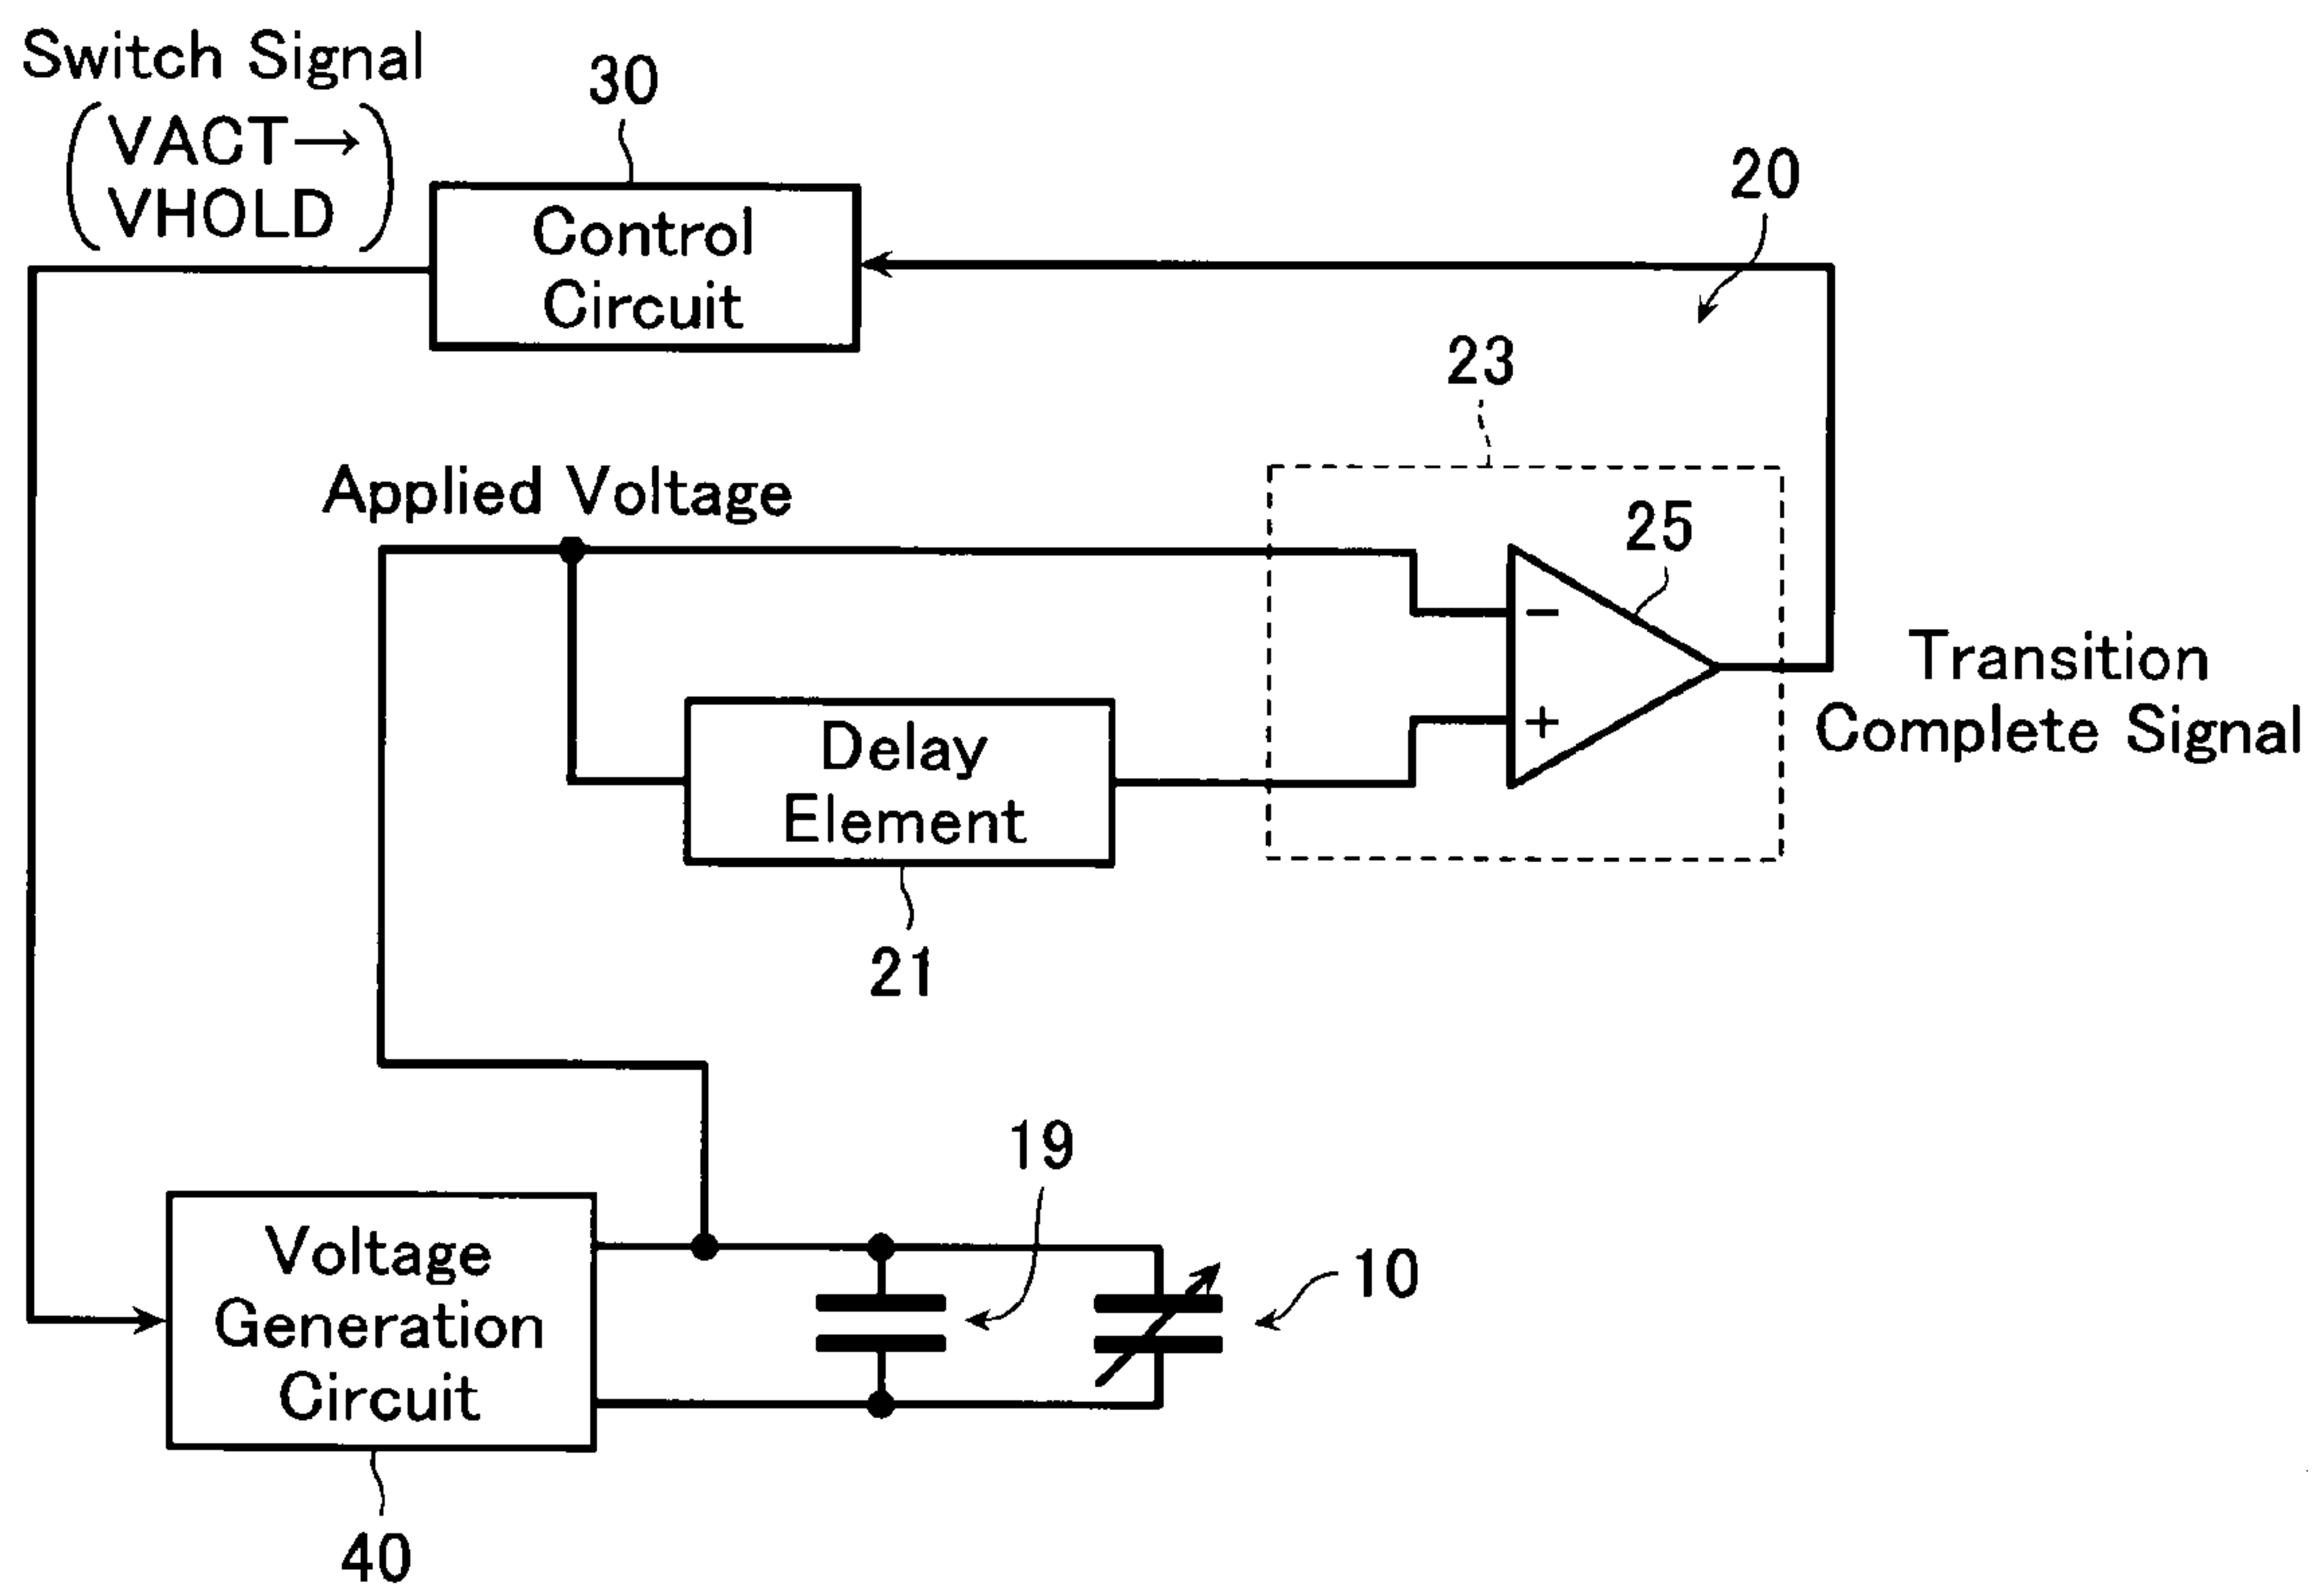 Switch Signal
VACT→
VHOLD
30
Control
Circuit
20
23
Applied Voltage
25
−
+
Delay
Element
21
Transition
Complete Signal
19
10
Voltage
Generation
Circuit
40